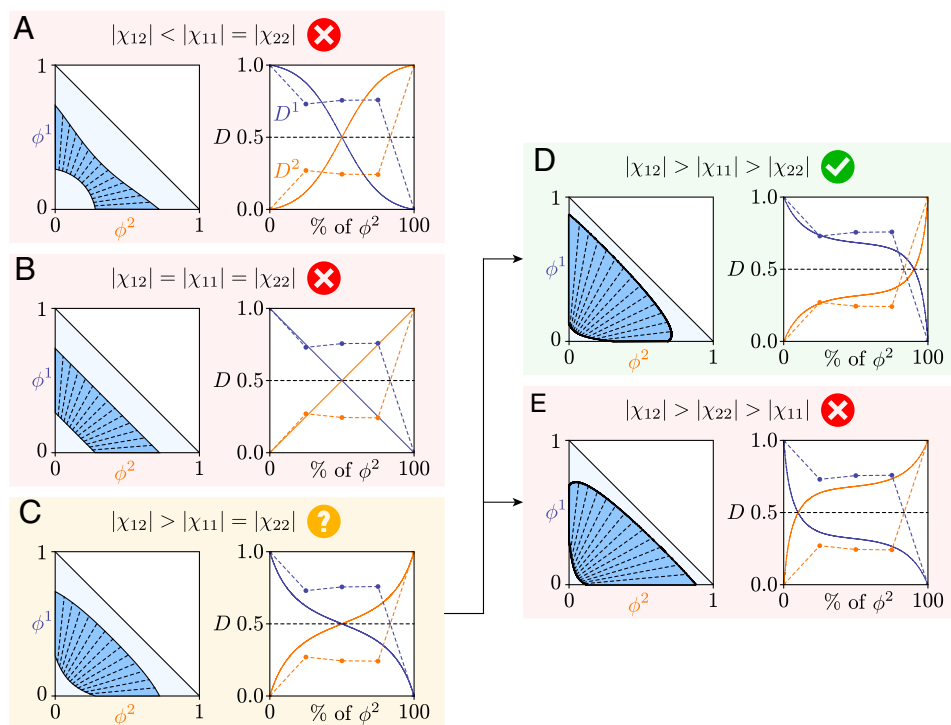 A
|χ₁₂| < |χ₁₁| = |χ₂₂|
1
ϕ¹
0
0
ϕ²
1
1.0
D 0.5
0.0
D¹
D²
0
% of ϕ²
100
B
|χ₁₂| = |χ₁₁| = |χ₂₂|
1
ϕ¹
0
0
ϕ²
1
1.0
D 0.5
0.0
0
% of ϕ²
100
C
|χ₁₂| > |χ₁₁| = |χ₂₂| ?
1
ϕ¹
0
0
ϕ²
1
1.0
D 0.5
0.0
0
% of ϕ²
100
D
|χ₁₂| > |χ₁₁| > |χ₂₂|
1
ϕ¹
0
0
ϕ²
1
1.0
D 0.5
0.0
0
% of ϕ²
100
E
|χ₁₂| > |χ₂₂| > |χ₁₁|
1
ϕ¹
0
0
ϕ²
1
1.0
D 0.5
0.0
0
% of ϕ²
100